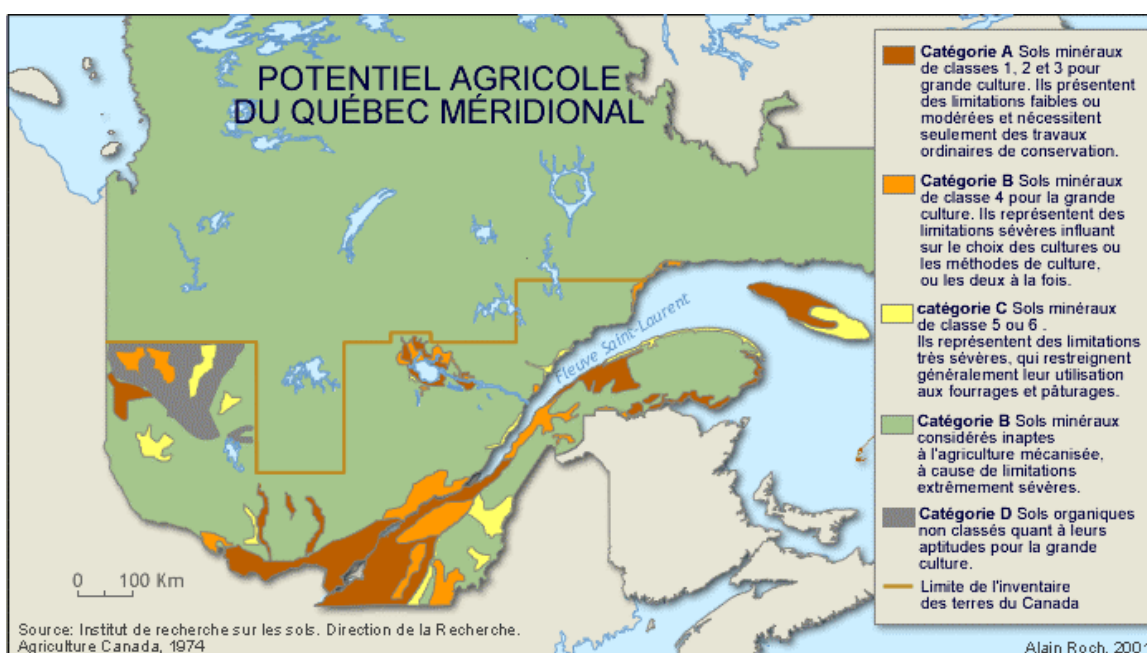 POTENTIEL AGRICOLE
DU QUÉBEC MÉRIDIONAL
Fleuve Saint-Laurent
Catégorie A Sols minéraux
de classes 1, 2 et 3 pour
grande culture. Ils présentent
des limitations faibles ou
modérées et nécessitent
seulement des travaux
ordinaires de conservation.
Catégorie B Sols minéraux
de classe 4 pour la grande
culture. Ils représentent des
limitations sévères influant
sur le choix des cultures ou
les méthodes de culture,
ou les deux à la fois.
catégorie C Sols minéraux
de classe 5 ou 6 .
Ils représentent des limitations
très sévères, qui restreignent
généralement leur utilisation
aux fourrages et pâturages.
Catégorie B Sols minéraux
considérés inaptes
à l'agriculture mécanisée,
à cause de limitations
extrêmement sévères.
Catégorie D Sols organiques
non classés quant à leurs
aptitudes pour la grande
culture.
Limite de l'inventaire
des terres du Canada
0 100 Km
Source: Institut de recherche sur les sols. Direction de la Recherche.
Agriculture Canada, 1974
Alain Roch, 2001